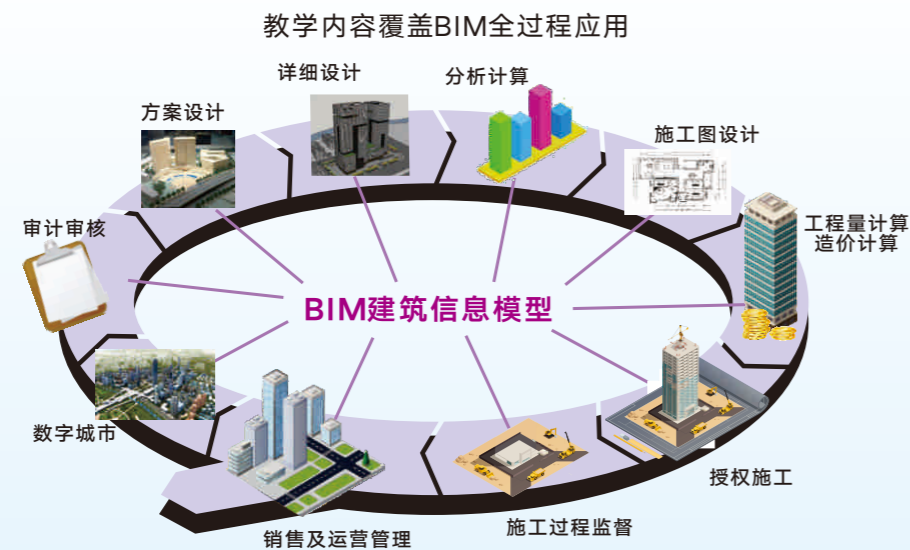 教学内容覆盖BIM全过程应用
详细设计
分析计算
方案设计
施工图设计
审计审核
工程量计算
造价计算
BIM建筑信息模型
数字城市
授权施工
施工过程监督
销售及运营管理